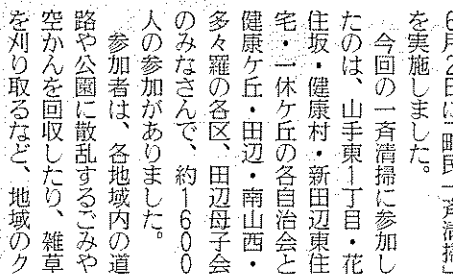 6月2日に「町民一斉清掃」
を実施しました。
今回の一斉清掃に参加し
たのは、山手東1丁目・花
住坂・健康村・新田辺東住
宅・一休ケ丘の各自治会と
健康ケ丘・田辺・南山西・
多々羅の各区、田辺母子会
のみなさんで、約1600
人の参加がありました。
参加者は、各地域内の道
路や公園に散乱するごみや
空かんを回収したり、雑草
を刈り取るなど、地域のク